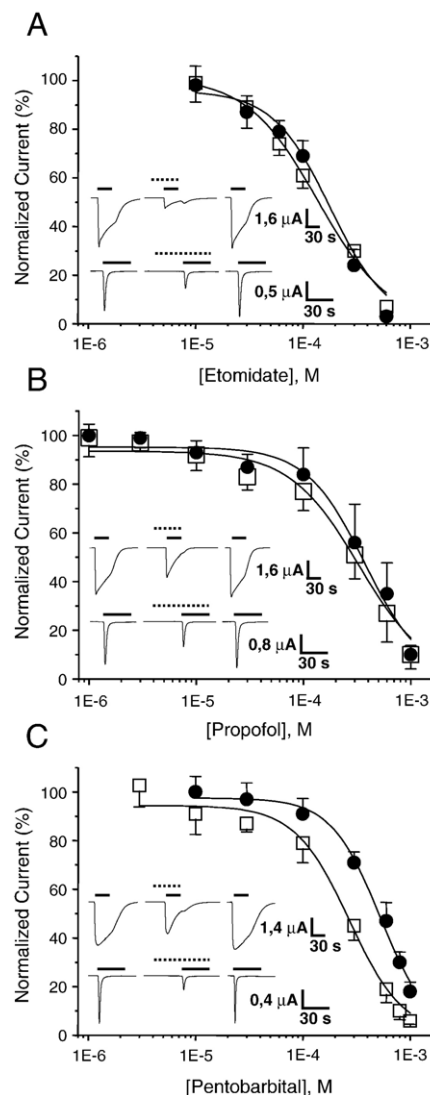 A
Normalized Current (%)
100
80
60
40
20
0
1,6 µA
30 s
0,5 µA
30 s
1E-6 1E-5 1E-4 1E-3
[Etomidate], M
B
Normalized Current (%)
100
80
60
40
20
0
1,6 µA
30 s
0,8 µA
30 s
1E-6 1E-5 1E-4 1E-3
[Propofol], M
C
Normalized Current (%)
100
80
60
40
20
0
1,4 µA
30 s
0,4 µA
30 s
1E-6 1E-5 1E-4 1E-3
[Pentobarbital], M